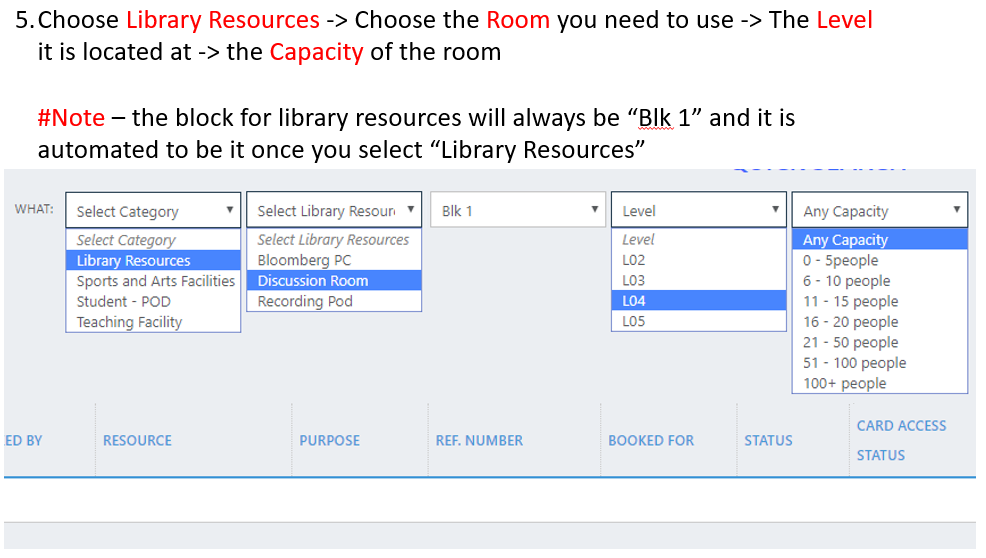 5. Choose Library Resources -> Choose the Room you need to use -> The Level
it is located at -> the Capacity of the room
#Note – the block for library resources will always be “Blk 1” and it is
automated to be it once you select “Library Resources”
WHAT: Select Category Select Library Resour Blk 1 Level Any Capacity
Select Category Select Library Resources Level Any Capacity
Library Resources Bloomberg PC L02 0 - 5people
Sports and Arts Facilities Discussion Room L03 6 - 10 people
Student - POD Recording Pod L04 11 - 15 people
Teaching Facility L05 16 - 20 people
21 - 50 people
51 - 100 people
100+ people
ED BY RESOURCE PURPOSE REF. NUMBER BOOKED FOR STATUS CARD ACCESS
STATUS